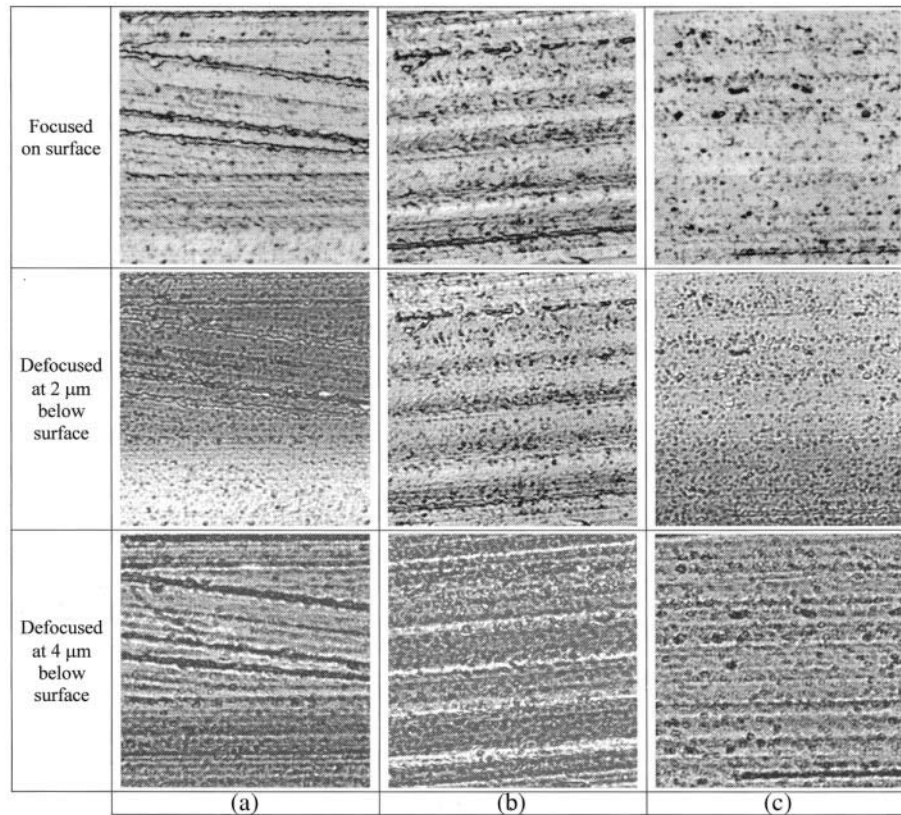 Focused
on surface
Defocused
at 2 μm
below
surface
Defocused
at 4 μm
below
surface
(a)
(b)
(c)